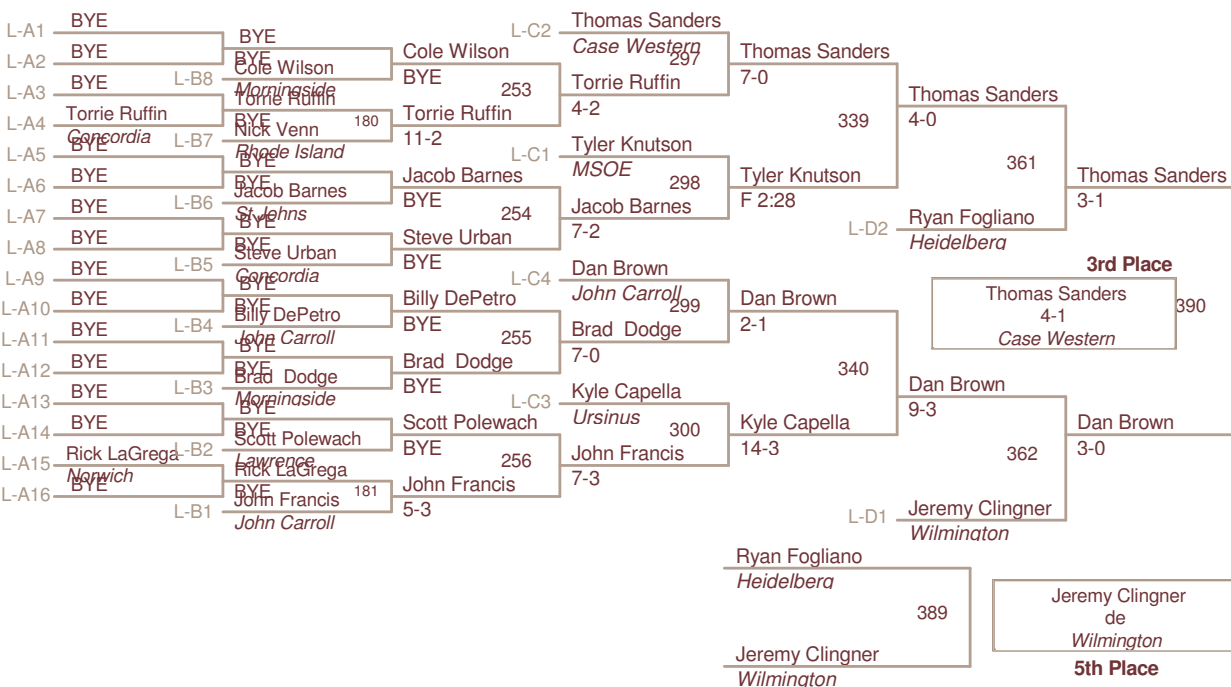 L-A1 BYE
L-A2 BYE
L-A3 BYE
L-A4 Torrie Ruffin
Concordia
L-A5 BYE
L-A6 BYE
L-A7 BYE
L-A8 BYE
L-A9 BYE
L-A10 BYE
L-A11 BYE
L-A12 BYE
L-A13 BYE
L-A14 BYE
L-A15 Rick LaGrega
Norwich
L-A16 BYE
BYE
BYE
L-B8 Cole Wilson
Morningside
Torrie Ruffin
BYE 180
L-B7 Nick Venn
Rhode Island
BYE
BYE
L-B6 Jacob Barnes
St Johns
BYE
BYE
L-B5 Steve Urban
Concordia
BYE
BYE
L-B4 Billy DePetro
John Carroll
BYE
BYE
L-B3 Brad Dodge
Morningside
BYE
BYE
L-B2 Scott Polewach
Lawrence
Rick LaGrega
BYE 181
L-B1 John Francis
John Carroll
Cole Wilson
BYE
253
Torrie Ruffin
11-2
Jacob Barnes
BYE
254
Steve Urban
BYE
Billy DePetro
BYE
255
Brad Dodge
BYE
Scott Polewach
BYE
256
John Francis
5-3
L-C2 Thomas Sanders
Case Western
297
Torrie Ruffin
4-2
L-C1 Tyler Knutson
MSOE
298
Jacob Barnes
7-2
L-C4 Dan Brown
John Carroll
299
Brad Dodge
7-0
L-C3 Kyle Capella
Ursinus
300
John Francis
7-3
Thomas Sanders
7-0
339
Tyler Knutson
F 2:28
Dan Brown
2-1
340
Kyle Capella
14-3
Thomas Sanders
4-0
361
L-D2 Ryan Fogliano
Heidelberg
Dan Brown
9-3
362
L-D1 Jeremy Clingner
Wilmington
Thomas Sanders
3-1
3rd Place
Thomas Sanders
4-1
Case Western
390
Dan Brown
3-0
Ryan Fogliano
Heidelberg
389
Jeremy Clingner
Wilmington
Jeremy Clingner
de
Wilmington
5th Place